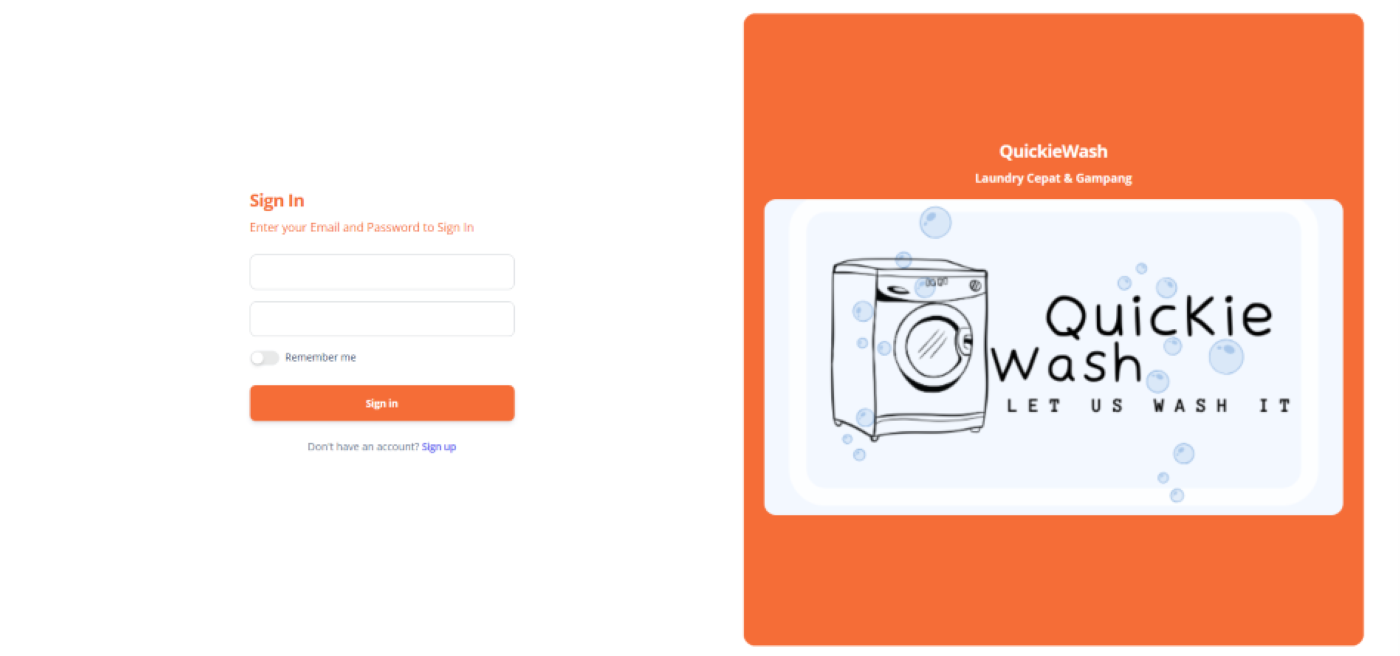 Sign In
Enter your Email and Password to Sign In
Remember me
Sign in
Don't have an account? Sign up
QuickieWash
Laundry Cepat & Gampang
QuicKie
Wash
LET US WASH IT